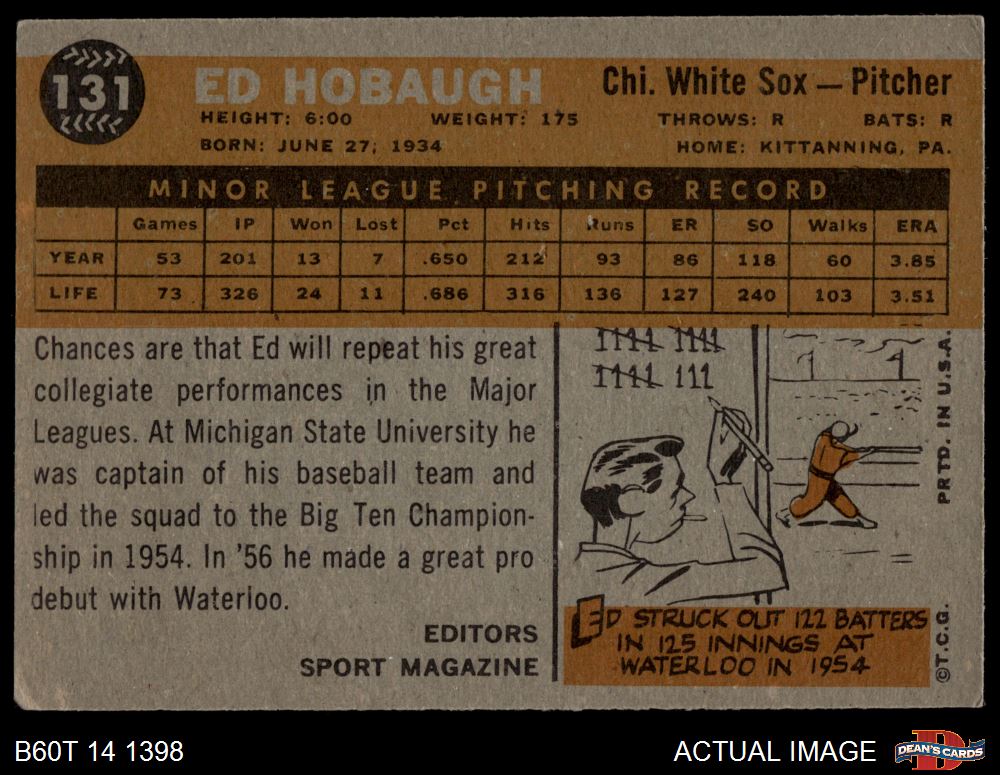 131
ED HOBAUGH
Chi. White Sox — Pitcher
HEIGHT: 6:00 WEIGHT: 175 THROWS: R BATS: R
BORN: JUNE 27, 1934 HOME: KITTANNING, PA.
MINOR LEAGUE PITCHING RECORD
Games IP Won Lost Pct Hits Runs ER SO Walks ERA
YEAR 53 201 13 7 .650 212 93 86 118 60 3.85
LIFE 73 326 24 11 .686 316 136 127 240 103 3.51
Chances are that Ed will repeat his great
collegiate performances in the Major
Leagues. At Michigan State University he
was captain of his baseball team and
led the squad to the Big Ten Champion-
ship in 1954. In '56 he made a great pro
debut with Waterloo.
EDITORS
SPORT MAGAZINE
ED STRUCK OUT 122 BATTERS
IN 125 INNINGS AT
WATERLOO IN 1954
PRTD. IN U.S.A.
©T.C.G.
B60T 14 1398
ACTUAL IMAGE
DEAN'S CARDS